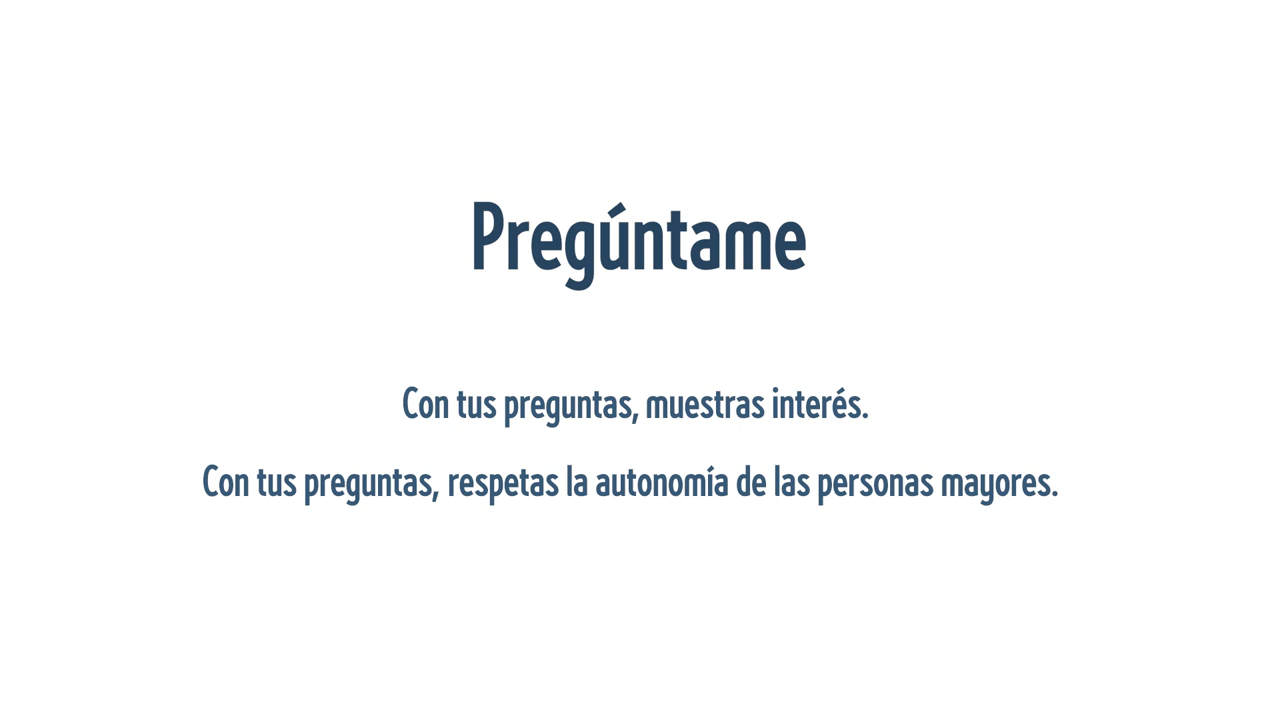 Pregúntame
Con tus preguntas, muestras interés.
Con tus preguntas, respetas la autonomía de las personas mayores.